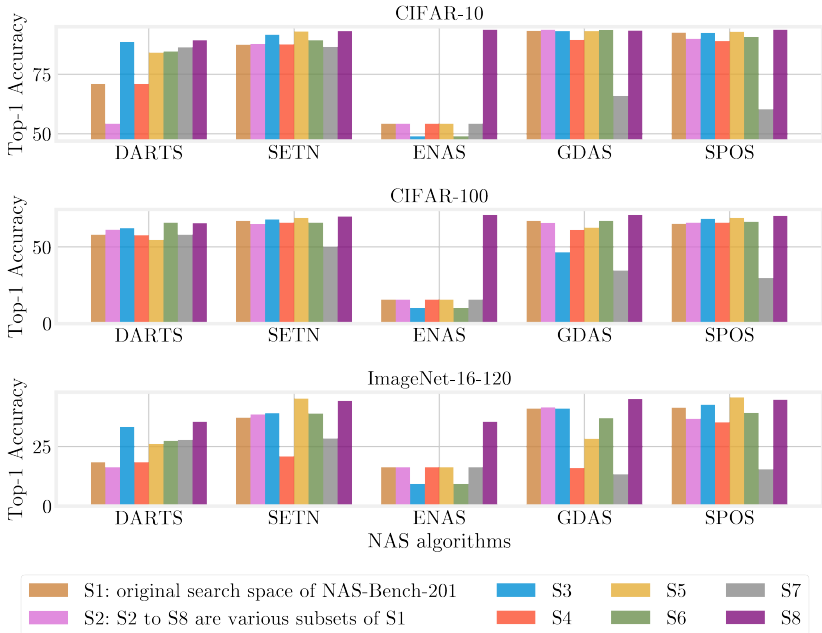 CIFAR-10
Top-1 Accuracy
75
50
DARTS SETN ENAS GDAS SPOS
CIFAR-100
Top-1 Accuracy
50
0
DARTS SETN ENAS GDAS SPOS
ImageNet-16-120
Top-1 Accuracy
25
0
DARTS SETN ENAS GDAS SPOS
NAS algorithms
S1: original search space of NAS-Bench-201 S3 S5 S7
S2: S2 to S8 are various subsets of S1 S4 S6 S8